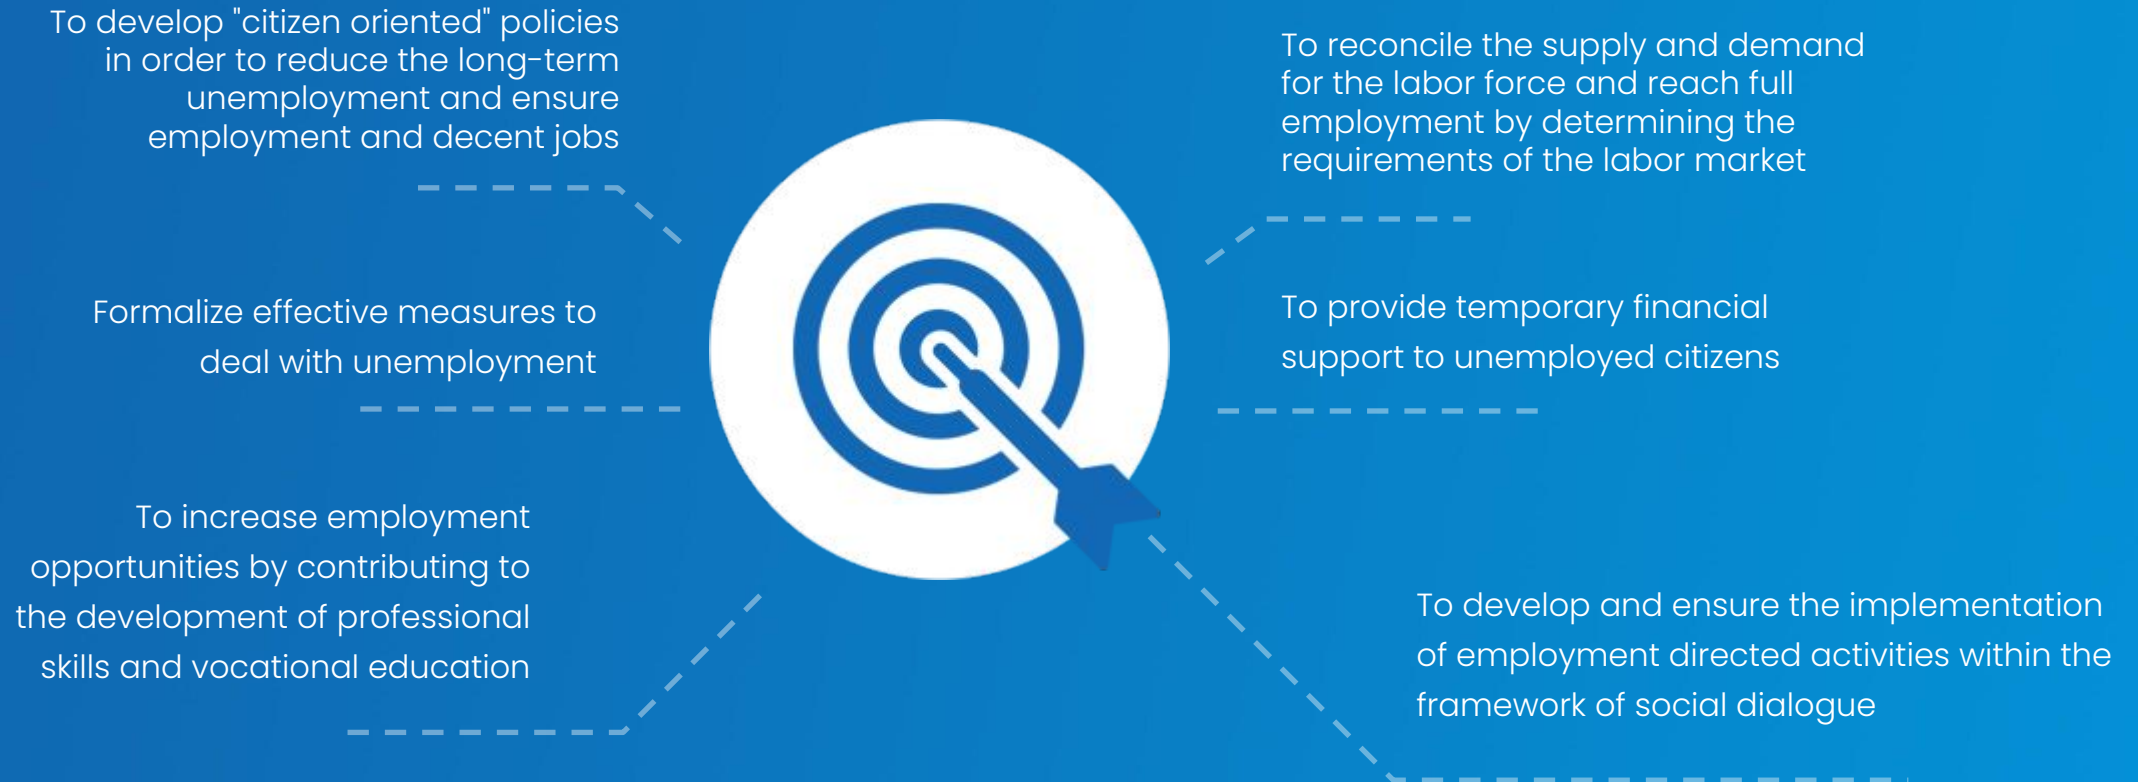 To develop "citizen oriented" policies
in order to reduce the long-term
unemployment and ensure
employment and decent jobs
Formalize effective measures to
deal with unemployment
To increase employment
opportunities by contributing to
the development of professional
skills and vocational education
To reconcile the supply and demand
for the labor force and reach full
employment by determining the
requirements of the labor market
To provide temporary financial
support to unemployed citizens
To develop and ensure the implementation
of employment directed activities within the
framework of social dialogue